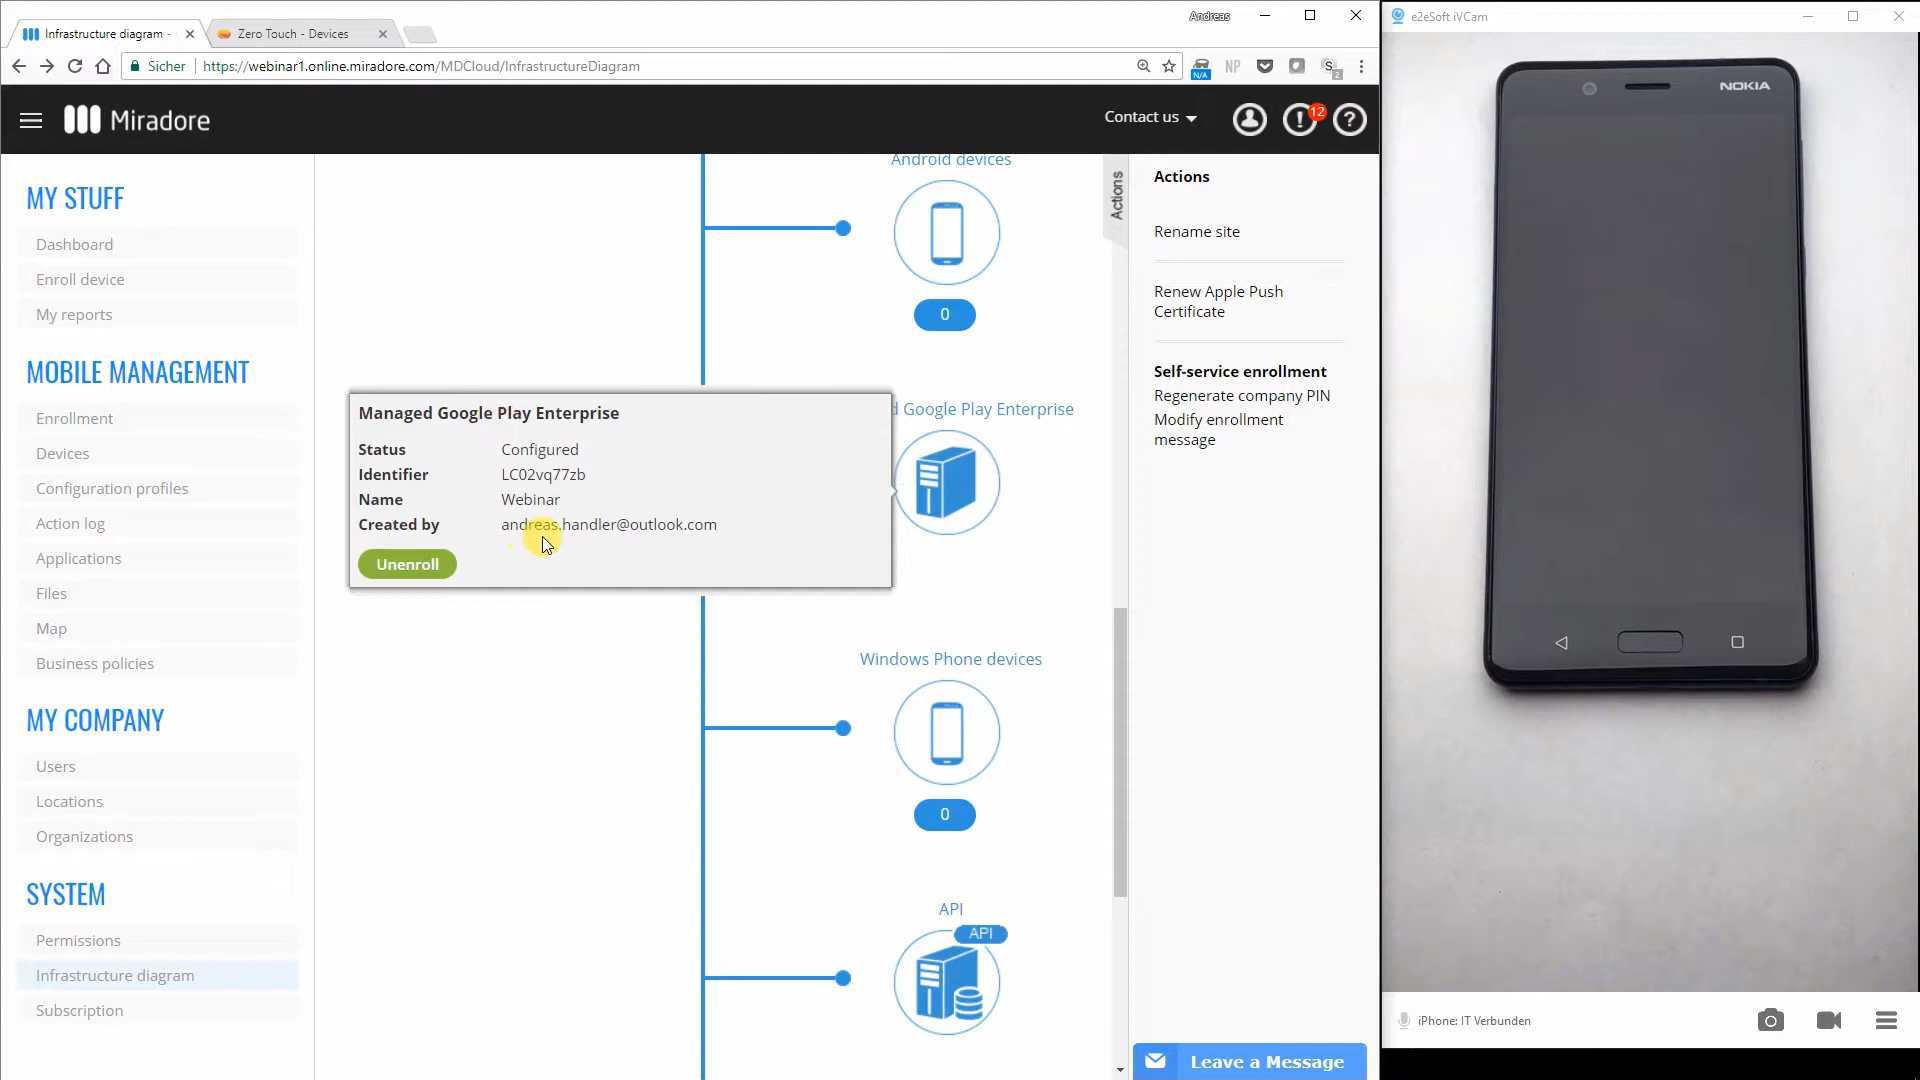 Andreas
Infrastructure diagram -
Zero Touch - Devices
Sicher
https://webinar1.online.miradore.com/MDCloud/InfrastructureDiagram
N/A
NP
S
2
Miradore
Contact us
12
MY STUFF
Dashboard
Enroll device
My reports
MOBILE MANAGEMENT
Enrollment
Devices
Configuration profiles
Action log
Applications
Files
Map
Business policies
MY COMPANY
Users
Locations
Organizations
SYSTEM
Permissions
Infrastructure diagram
Subscription
Android devices
0
d Google Play Enterprise
Managed Google Play Enterprise
Status Configured
Identifier LC02vq77zb
Name Webinar
Created by andreas.handler@outlook.com
Unenroll
Windows Phone devices
0
API
API
Actions
Actions
Rename site
Renew Apple Push
Certificate
Self-service enrollment
Regenerate company PIN
Modify enrollment
message
Leave a Message
e2eSoft iVCam
NOKIA
iPhone: IT Verbunden